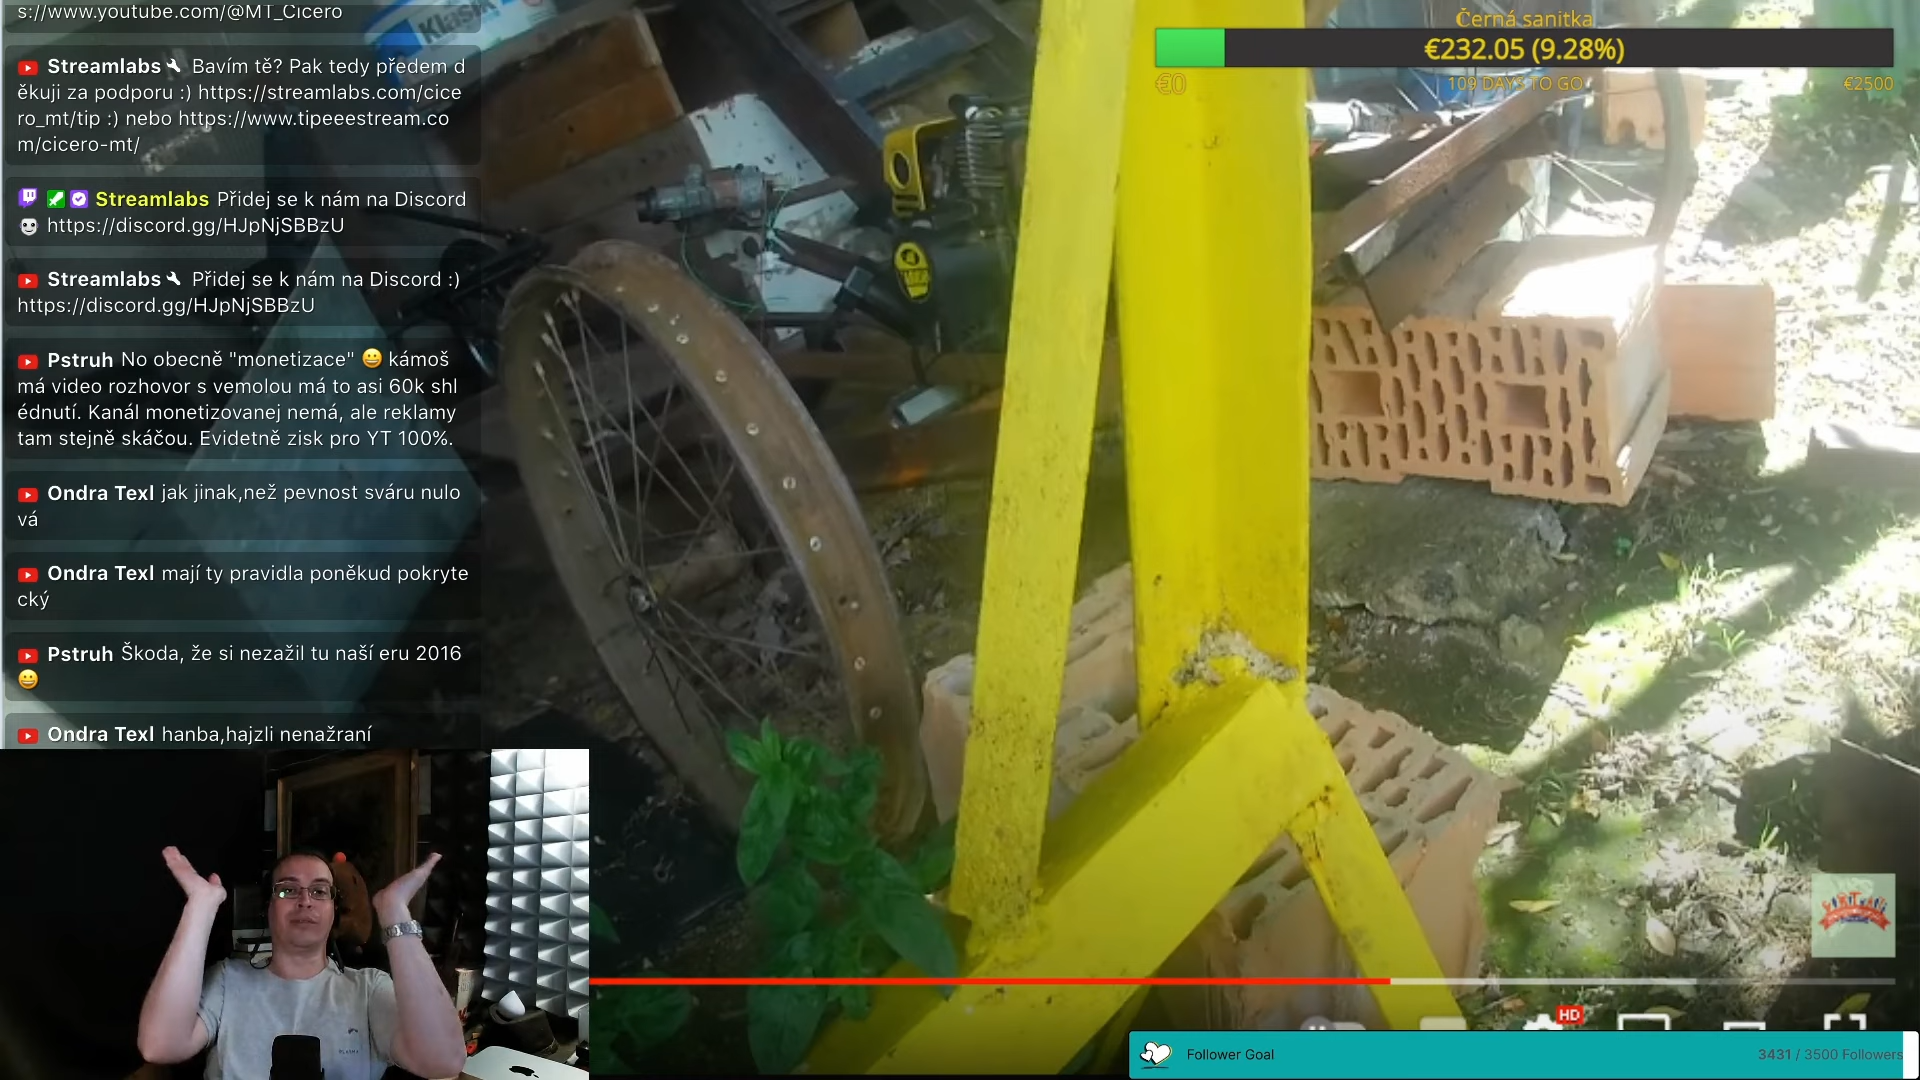 s://www.youtube.com/@MT_Cicero
Streamlabs Bavím tě? Pak tedy předem d
ěkuji za podporu :) https://streamlabs.com/cice
ro_mt/tip :) nebo https://www.tipeeestream.co
m/cicero-mt/
Streamlabs Přidej se k nám na Discord
https://discord.gg/HJpNjSBBzU
Streamlabs Přidej se k nám na Discord :)
https://discord.gg/HJpNjSBBzU
Pstruh No obecně "monetizace" 😀 kámoš
má video rozhovor s vemolou má to asi 60k shl
édnutí. Kanál monetizovanej nemá, ale reklamy
tam stejně skáčou. Evidetně zisk pro YT 100%.
Ondra Texl jak jinak,než pevnost sváru nulo
vá
Ondra Texl mají ty pravidla poněkud pokryte
cký
Pstruh Škoda, že si nezažil tu naší eru 2016
😀
Ondra Texl hanba,hajzli nenažraní
Klasik
Černá sanitka
€232.05 (9.28%)
€0
109 DAYS TO GO
€2500
HD
Follower Goal
3431 / 3500 Followers